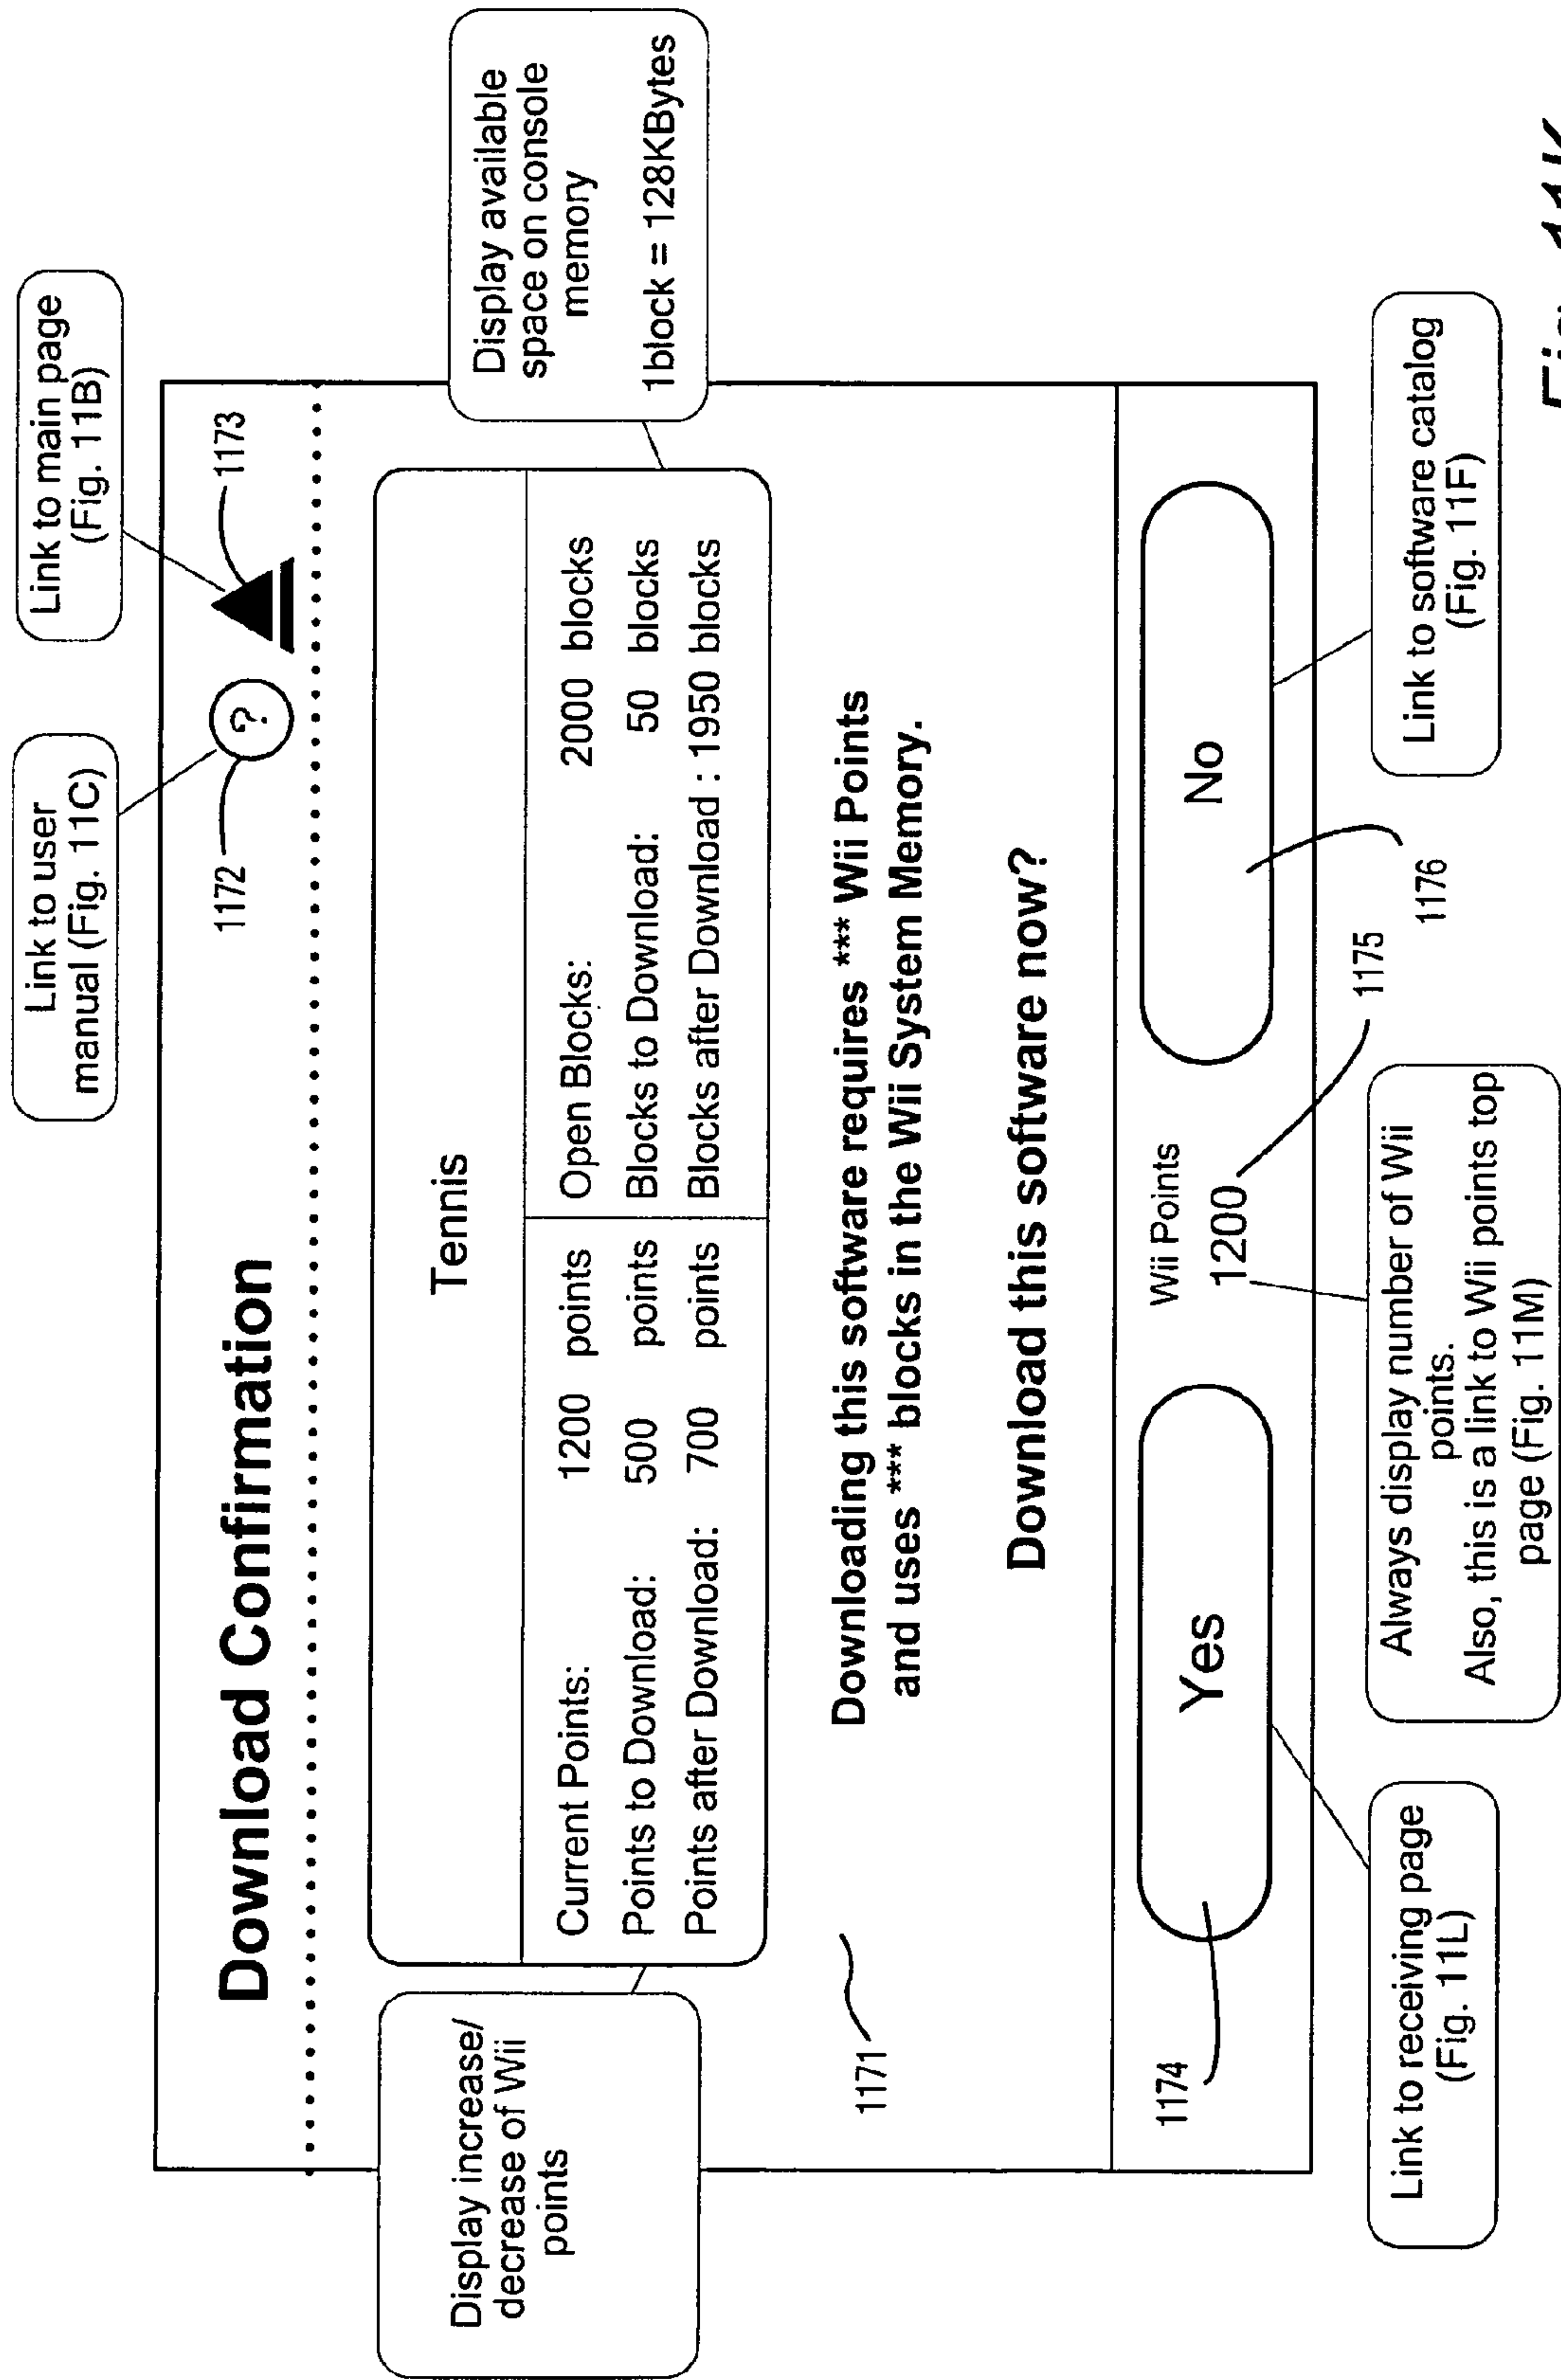 Link to user
manual (Fig. 11C)
Link to main page
(Fig. 11B)
Download Confirmation
1172
?
1173
Display increase/
decrease of Wii
points
Tennis
Current Points: 1200 points
Points to Download: 500 points
Points after Download: 700 points
Open Blocks: 2000 blocks
Blocks to Download: 50 blocks
Blocks after Download : 1950 blocks
Display available
space on console
memory
1block = 128KBytes
1171
Downloading this software requires *** Wii Points
and uses *** blocks in the Wii System Memory.
Download this software now?
1174
Yes
Wii Points
1200
No
1175
1176
Link to receiving page
(Fig. 11L)
Always display number of Wii
points.
Also, this is a link to Wii points top
page (Fig. 11M)
Link to software catalog
(Fig. 11F)
Fig. 11K